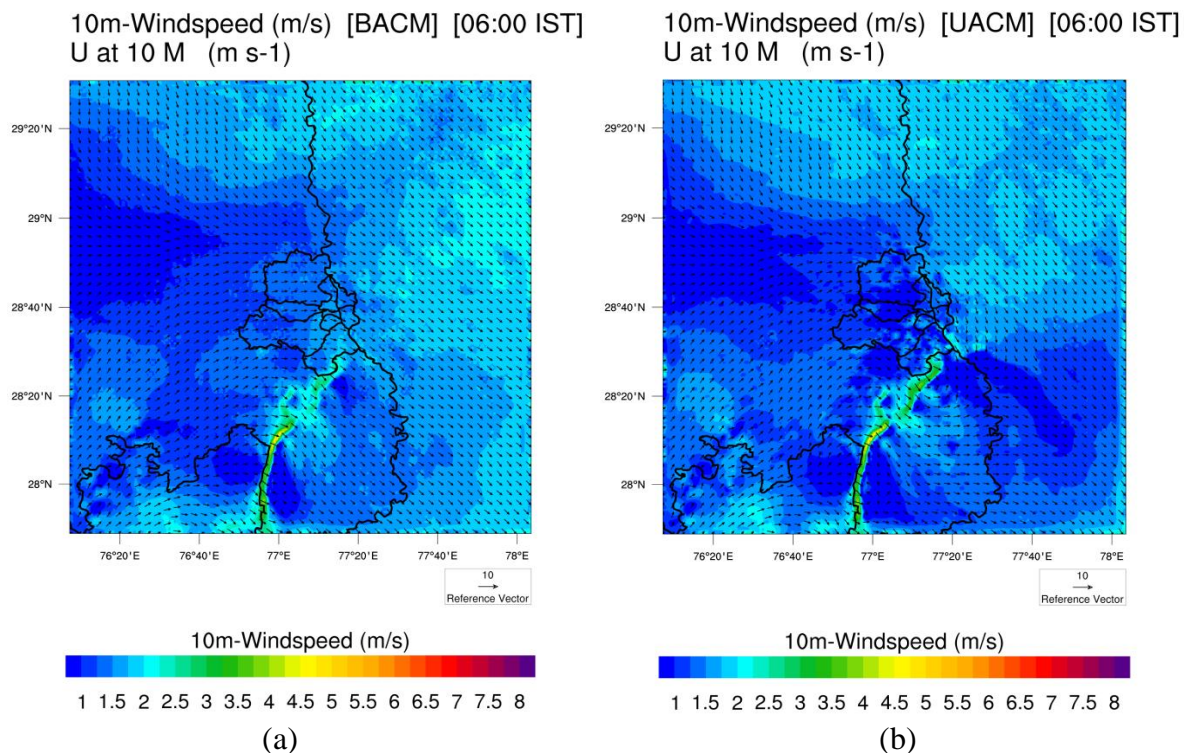 10m-Windspeed (m/s) [BACM] [06:00 IST]
U at 10 M (m s-1)
29°20'N
29°N
28°40'N
28°20'N
28°N
76°20'E 76°40'E 77°E 77°20'E 77°40'E 78°E
10
Reference Vector
10m-Windspeed (m/s)
1 1.5 2 2.5 3 3.5 4 4.5 5 5.5 6 6.5 7 7.5 8
(a)
10m-Windspeed (m/s) [UACM] [06:00 IST]
U at 10 M (m s-1)
29°20'N
29°N
28°40'N
28°20'N
28°N
76°20'E 76°40'E 77°E 77°20'E 77°40'E 78°E
10
Reference Vector
10m-Windspeed (m/s)
1 1.5 2 2.5 3 3.5 4 4.5 5 5.5 6 6.5 7 7.5 8
(b)